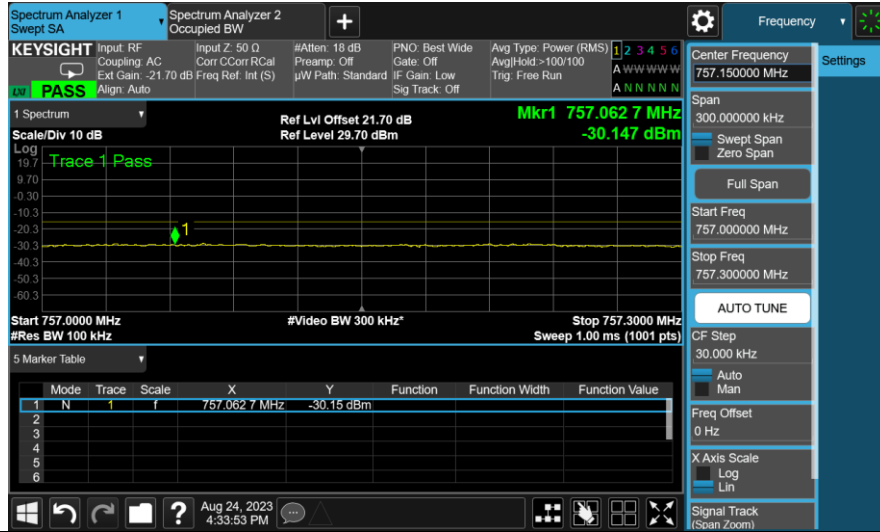 Spectrum Analyzer 1
Swept SA
Spectrum Analyzer 2
Occupied BW
+
Frequency
KEYSIGHT
LXI PASS
Input: RF
Coupling: AC
Ext Gain: -21.70 dB
Align: Auto
Input Z: 50 Ω
Corr CCorr RCal
Freq Ref: Int (S)
#Atten: 18 dB
Preamp: Off
µW Path: Standard
PNO: Best Wide
Gate: Off
IF Gain: Low
Sig Track: Off
Avg Type: Power (RMS)
Avg|Hold:>100/100
Trig: Free Run
1 2 3 4 5 6
A W W W W W
A N N N N N
1 Spectrum
Scale/Div 10 dB
Ref Lvl Offset 21.70 dB
Ref Level 29.70 dBm
Mkr1 757.062 7 MHz
-30.147 dBm
Log
Trace 1 Pass
19.7
9.70
-0.30
-10.3
-20.3
-30.3
-40.3
-50.3
-60.3
1
Start 757.0000 MHz
#Res BW 100 kHz
#Video BW 300 kHz*
Stop 757.3000 MHz
Sweep 1.00 ms (1001 pts)
5 Marker Table
Mode Trace Scale X Y Function Function Width Function Value
1 N 1 f 757.062 7 MHz -30.15 dBm
2
3
4
5
6
?
Aug 24, 2023
4:33:53 PM
Center Frequency
757.150000 MHz
Settings
Span
300.000000 kHz
Swept Span
Zero Span
Full Span
Start Freq
757.000000 MHz
Stop Freq
757.300000 MHz
AUTO TUNE
CF Step
30.000 kHz
Auto
Man
Freq Offset
0 Hz
X Axis Scale
Log
Lin
Signal Track
(Span Zoom)